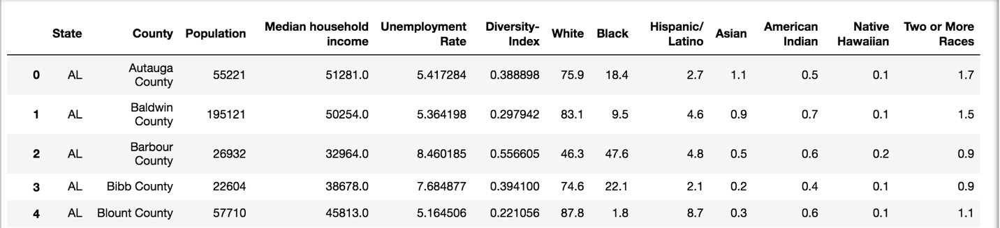 State County Population Median household income Unemployment Rate Diversity-Index White Black Hispanic/Latino Asian American Indian Native Hawaiian Two or More Races
0 AL Autauga County 55221 51281.0 5.417284 0.388898 75.9 18.4 2.7 1.1 0.5 0.1 1.7
1 AL Baldwin County 195121 50254.0 5.364198 0.297942 83.1 9.5 4.6 0.9 0.7 0.1 1.5
2 AL Barbour County 26932 32964.0 8.460185 0.556605 46.3 47.6 4.8 0.5 0.6 0.2 0.9
3 AL Bibb County 22604 38678.0 7.684877 0.394100 74.6 22.1 2.1 0.2 0.4 0.1 0.9
4 AL Blount County 57710 45813.0 5.164506 0.221056 87.8 1.8 8.7 0.3 0.6 0.1 1.1